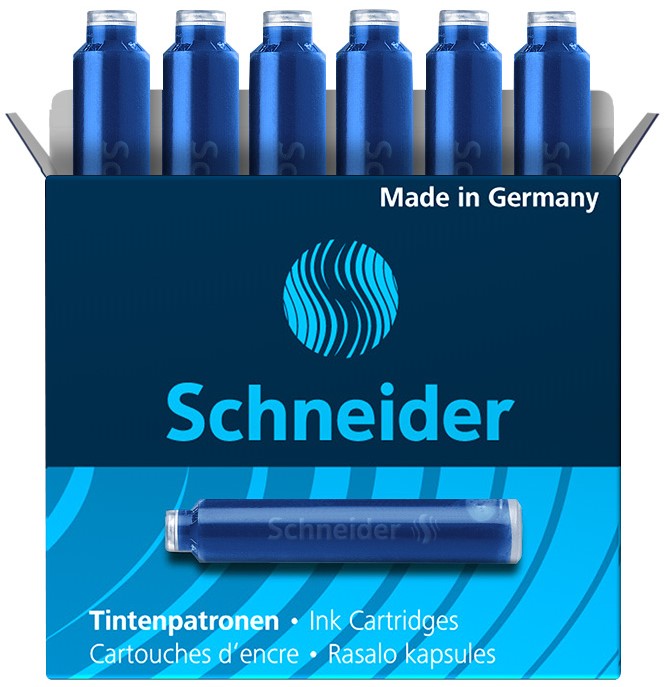 Made in Germany
Schneider
Schneider
Tintenpatronen • Ink Cartridges
Cartouches d'encre • Rasalo kapsules